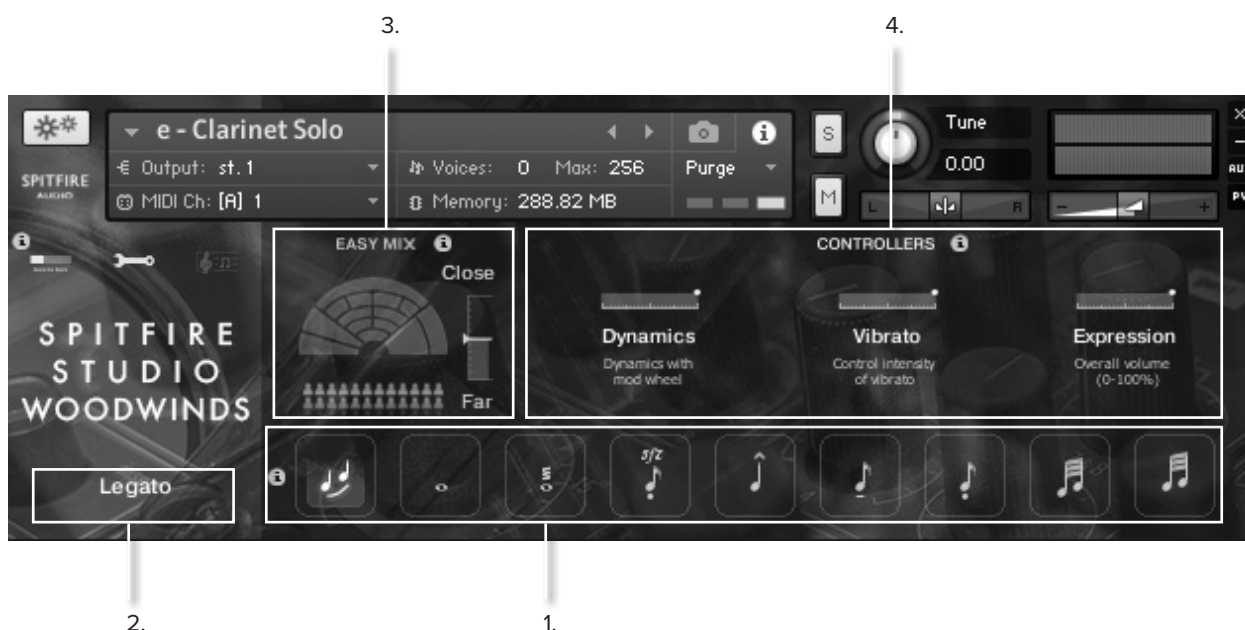 3. 4.
e - Clarinet Solo
S
Tune
Output: st. 1
Voices: 0 Max: 256
Purge
0.00
SPITFIRE
AUDIO
MIDI Ch: [A] 1
Memory: 288.82 MB
M
L R
- +
AU
PV
EASY MIX
CONTROLLERS
Close
Far
SPITFIRE
STUDIO
WOODWINDS
Dynamics
Dynamics with
mod wheel
Vibrato
Control intensity
of vibrato
Expression
Overall volume
(0-100%)
Legato
sfz
2. 1.